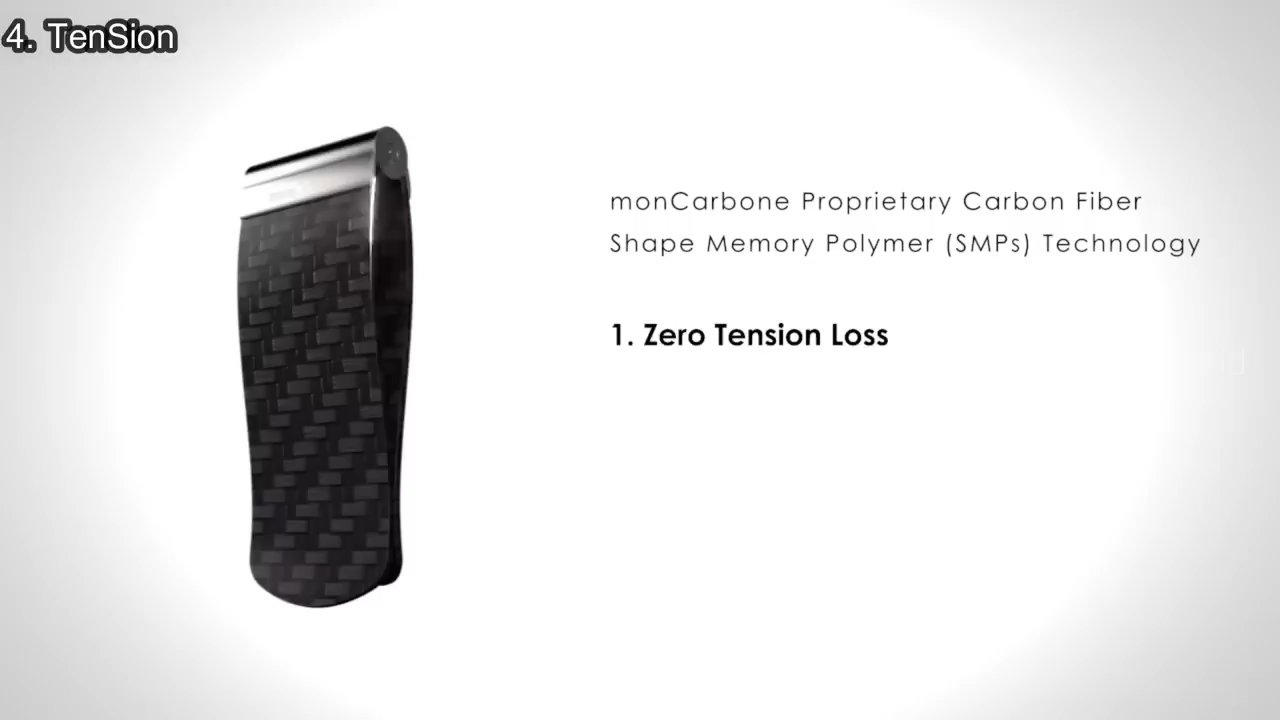 4. TenSion
monCarbone Proprietary Carbon Fiber
Shape Memory Polymer (SMPs) Technology
1. Zero Tension Loss